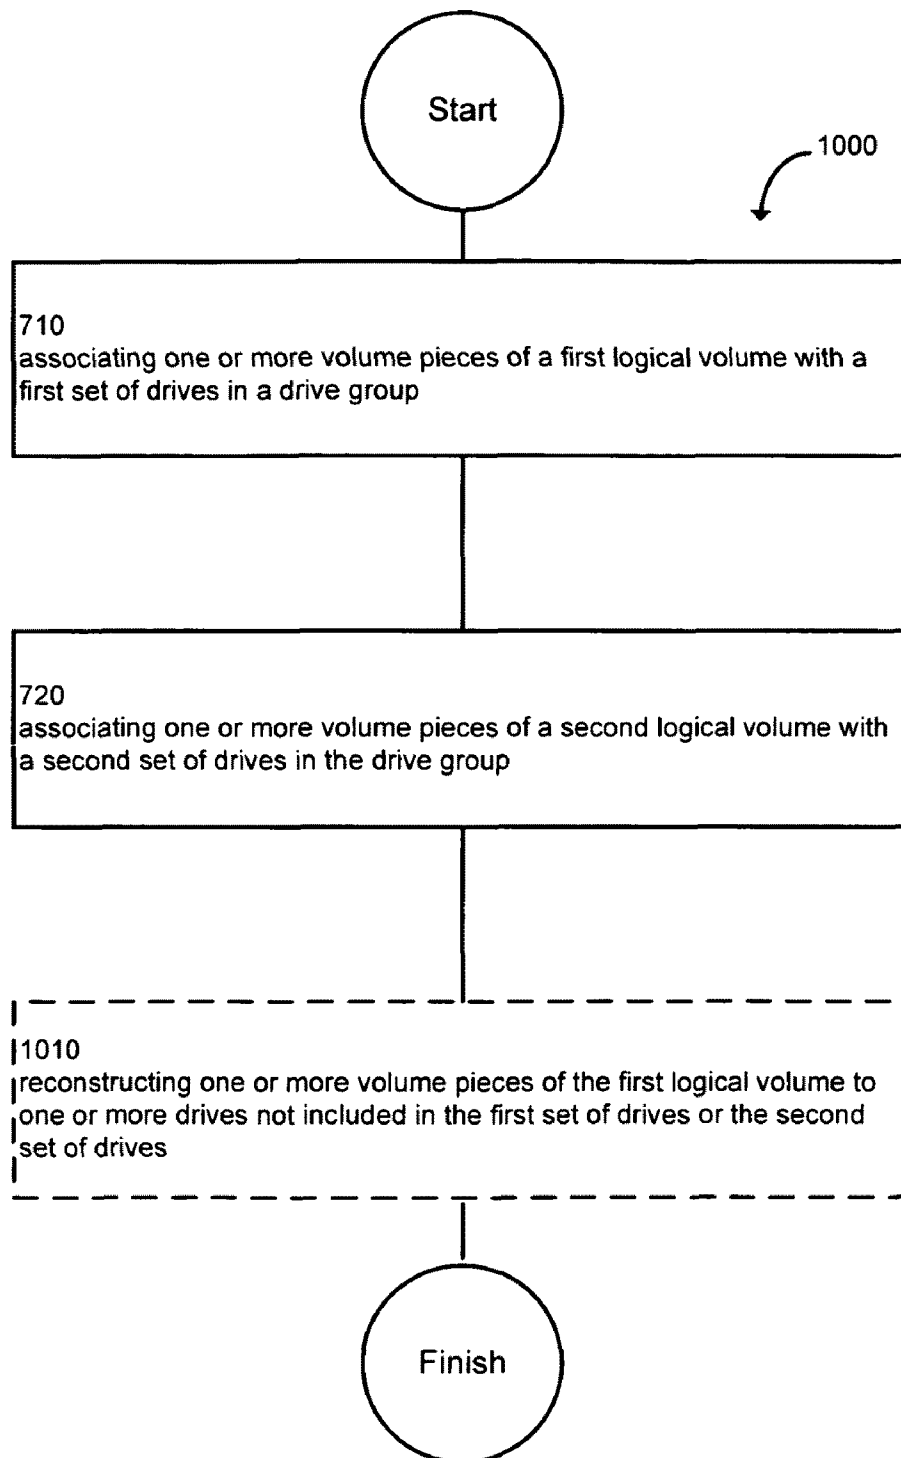 Start
1000
710
associating one or more volume pieces of a first logical volume with a
first set of drives in a drive group
720
associating one or more volume pieces of a second logical volume with
a second set of drives in the drive group
1010
reconstructing one or more volume pieces of the first logical volume to
one or more drives not included in the first set of drives or the second
set of drives
Finish